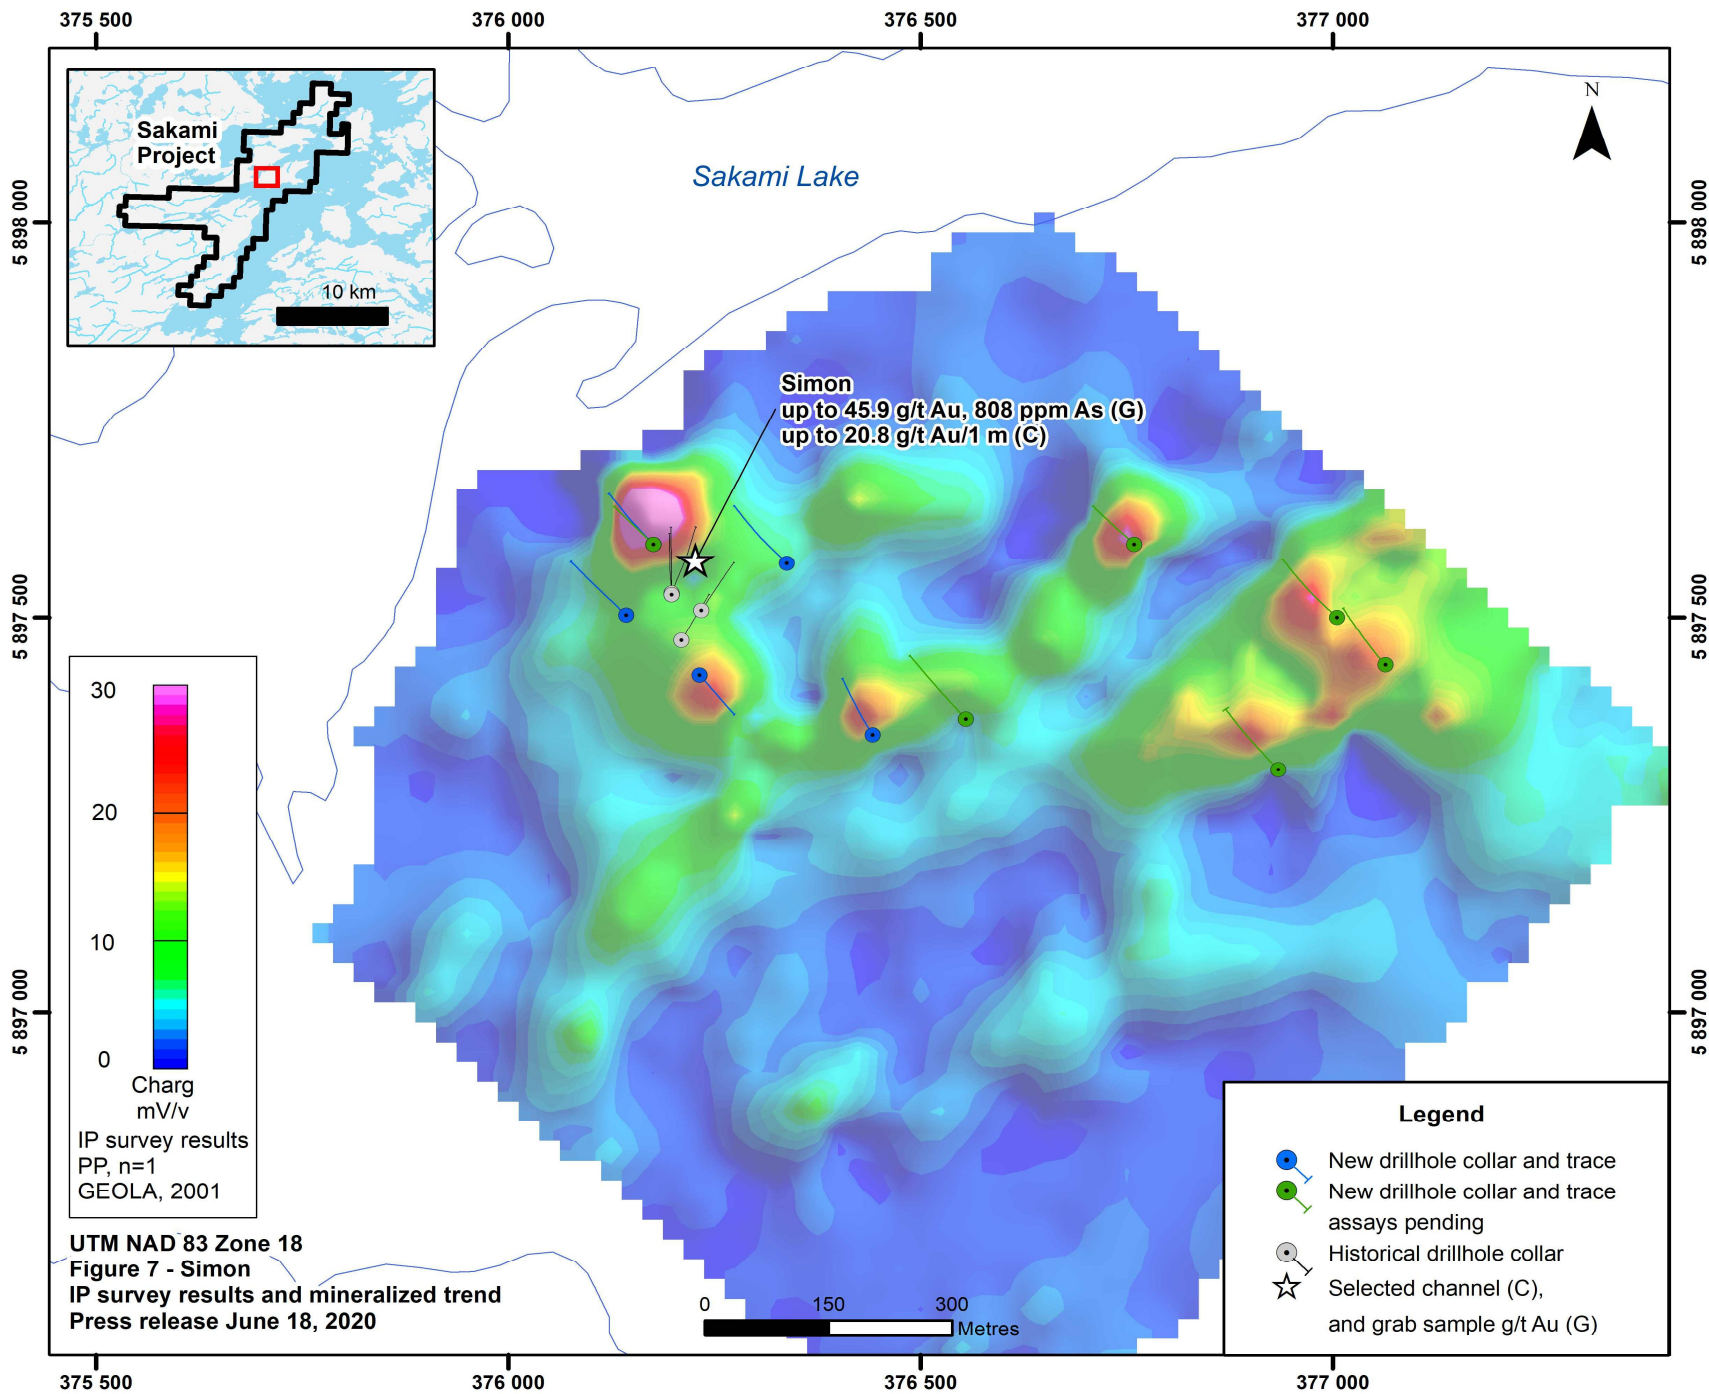 375 500
376 000
376 500
377 000
5 898 000
5 898 000
N
Sakami
Project
10 km
Sakami Lake
Simon
up to 45.9 g/t Au, 808 ppm As (G)
up to 20.8 g/t Au/1 m (C)
5 897 500
5 897 500
30
20
10
0
Charg
mV/v
IP survey results
PP, n=1
GEOLA, 2001
5 897 000
5 897 000
UTM NAD 83 Zone 18
Figure 7 - Simon
IP survey results and mineralized trend
Press release June 18, 2020
0 150 300
Metres
Legend
New drillhole collar and trace
New drillhole collar and trace
assays pending
Historical drillhole collar
Selected channel (C),
and grab sample g/t Au (G)
375 500
376 000
376 500
377 000